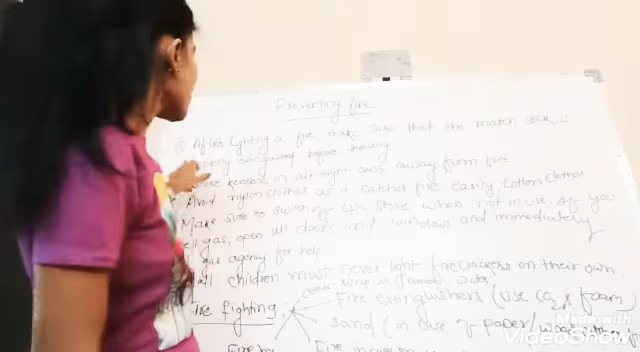 Preventing fire
① After lighting a fire make sure that the match stick is
extinguished before throwing
kerosene in air tight cans away from fire
Avoid nylon clothes as it catches fire easily. Cotton clothes
Make sure to switch off LPG stove when not in use. If you
gas, open all doors and windows and immediately
gas agency for help
children must never light firecrackers on their own.
fire fighting
Fire extinguishers (use CO2 & foam
sand (in case of paper/wood
Fire
Made with
VideoShow